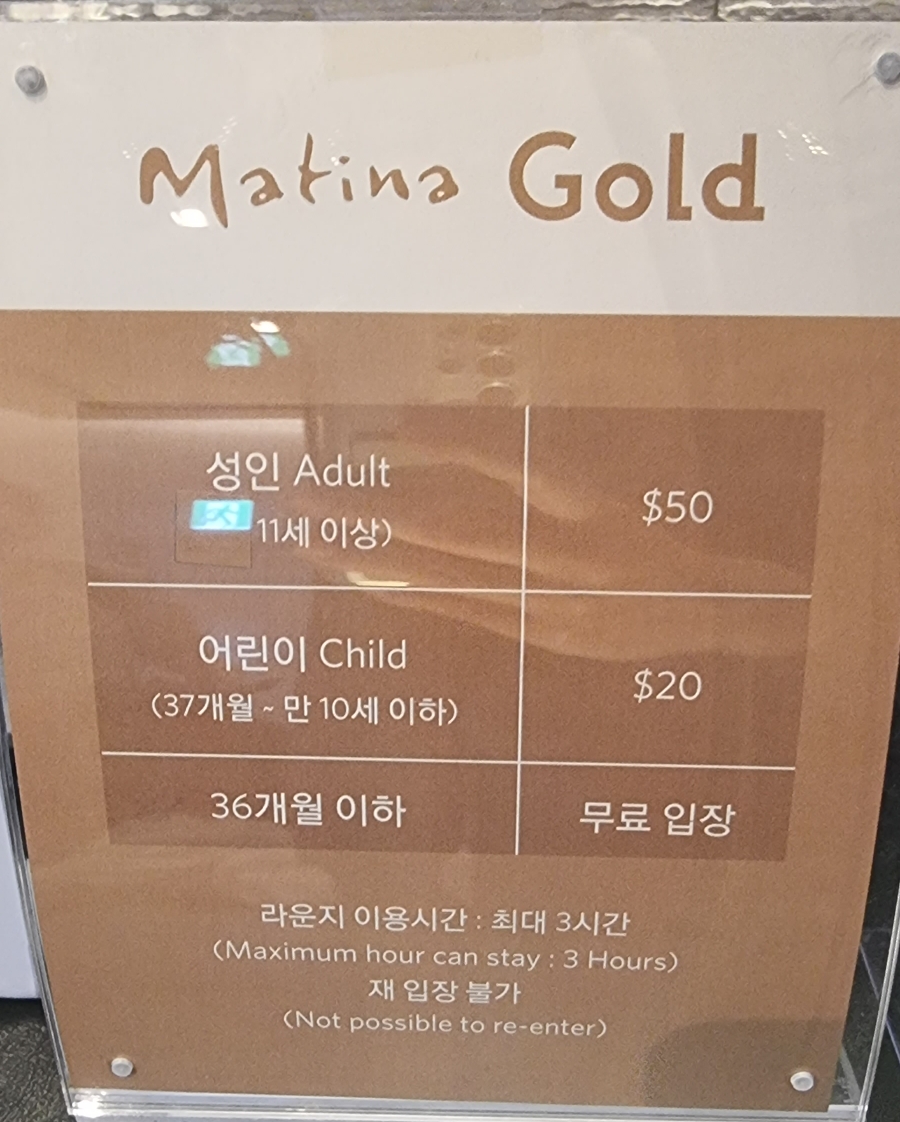 Matina Gold
성인 Adult
11세 이상)
$50
어린이 Child
(37개월 ~ 만 10세 이하)
$20
36개월 이하
무료 입장
라운지 이용시간 : 최대 3시간
(Maximum hour can stay : 3 Hours)
재 입장 불가
(Not possible to re-enter)